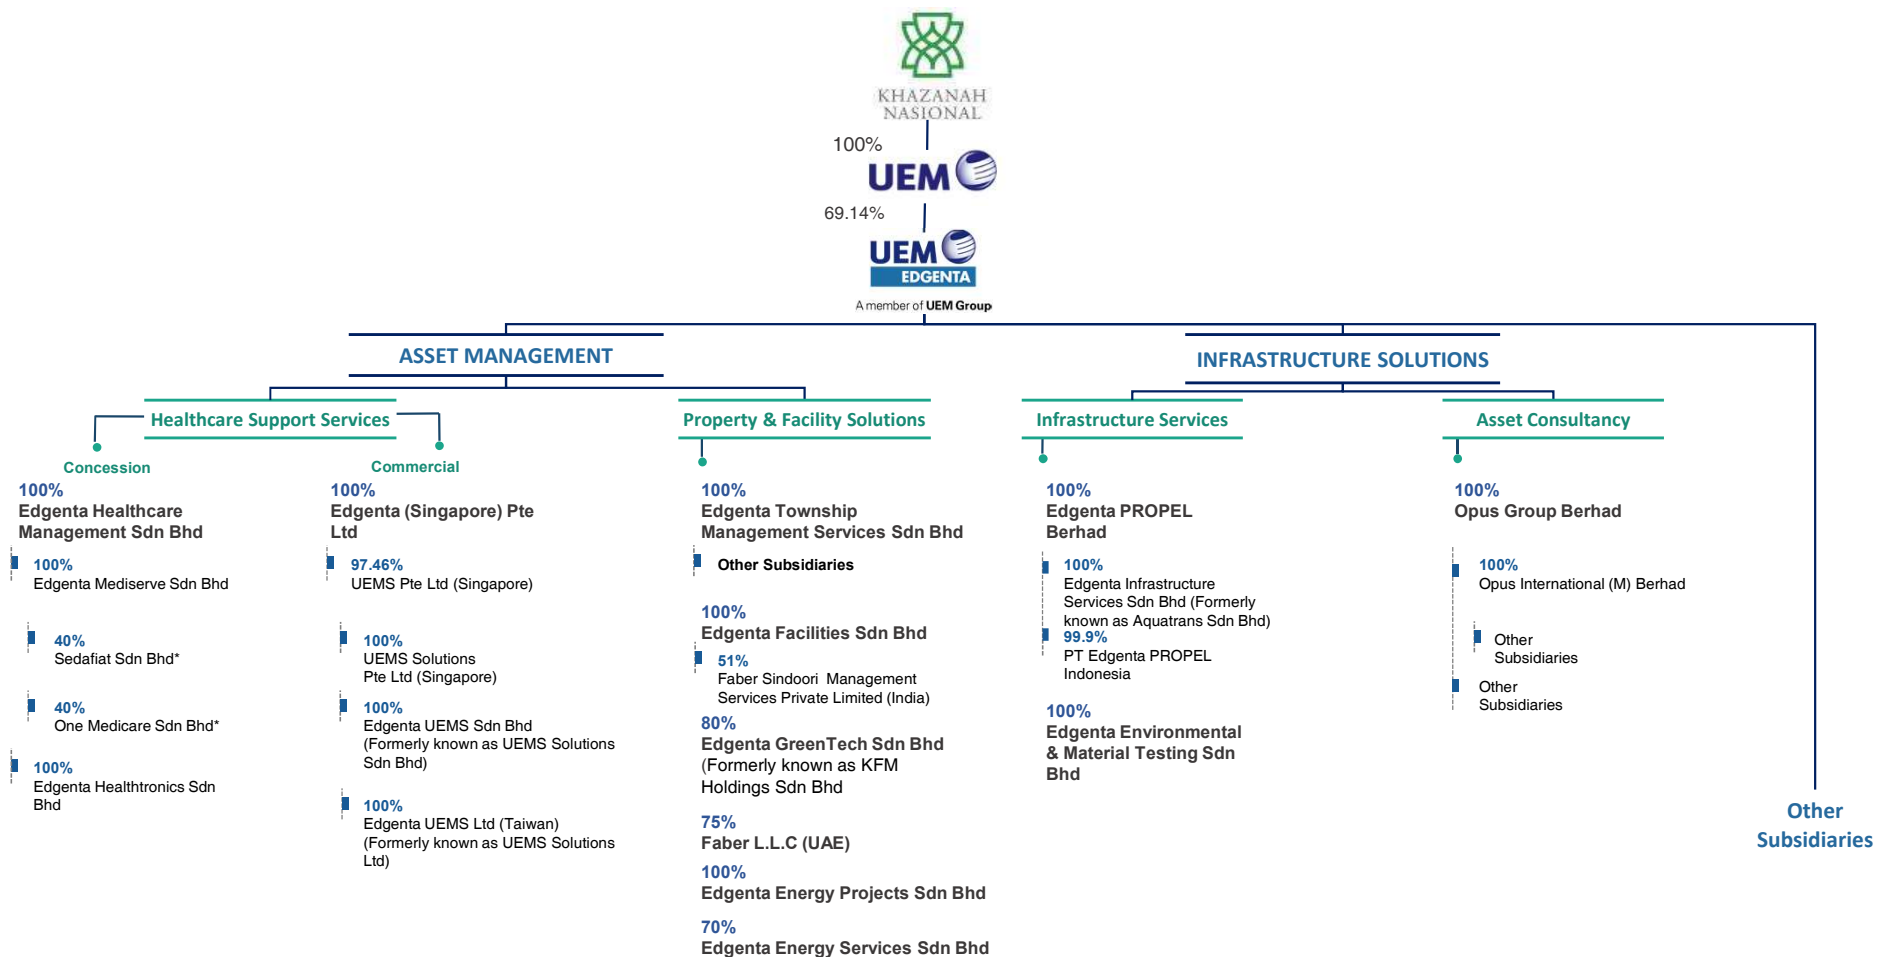 KHAZANAH
NASIONAL
100%
UEM
69.14%
UEM
EDGENTA
A member of UEM Group
ASSET MANAGEMENT
INFRASTRUCTURE SOLUTIONS
Healthcare Support Services
Property & Facility Solutions
Infrastructure Services
Asset Consultancy
Concession
100%
Edgenta Healthcare
Management Sdn Bhd
100%
Edgenta Mediserve Sdn Bhd
40%
Sedafiat Sdn Bhd*
40%
One Medicare Sdn Bhd*
100%
Edgenta Healthtronics Sdn
Bhd
Commercial
100%
Edgenta (Singapore) Pte
Ltd
97.46%
UEMS Pte Ltd (Singapore)
100%
UEMS Solutions
Pte Ltd (Singapore)
100%
Edgenta UEMS Sdn Bhd
(Formerly known as UEMS Solutions
Sdn Bhd)
100%
Edgenta UEMS Ltd (Taiwan)
(Formerly known as UEMS Solutions
Ltd)
100%
Edgenta Township
Management Services Sdn Bhd
Other Subsidiaries
100%
Edgenta Facilities Sdn Bhd
51%
Faber Sindoori Management
Services Private Limited (India)
80%
Edgenta GreenTech Sdn Bhd
(Formerly known as KFM
Holdings Sdn Bhd
75%
Faber L.L.C (UAE)
100%
Edgenta Energy Projects Sdn Bhd
70%
Edgenta Energy Services Sdn Bhd
100%
Edgenta PROPEL
Berhad
100%
Edgenta Infrastructure
Services Sdn Bhd (Formerly
known as Aquatrans Sdn Bhd)
99.9%
PT Edgenta PROPEL
Indonesia
100%
Edgenta Environmental
& Material Testing Sdn
Bhd
100%
Opus Group Berhad
100%
Opus International (M) Berhad
Other
Subsidiaries
Other
Subsidiaries
Other
Subsidiaries